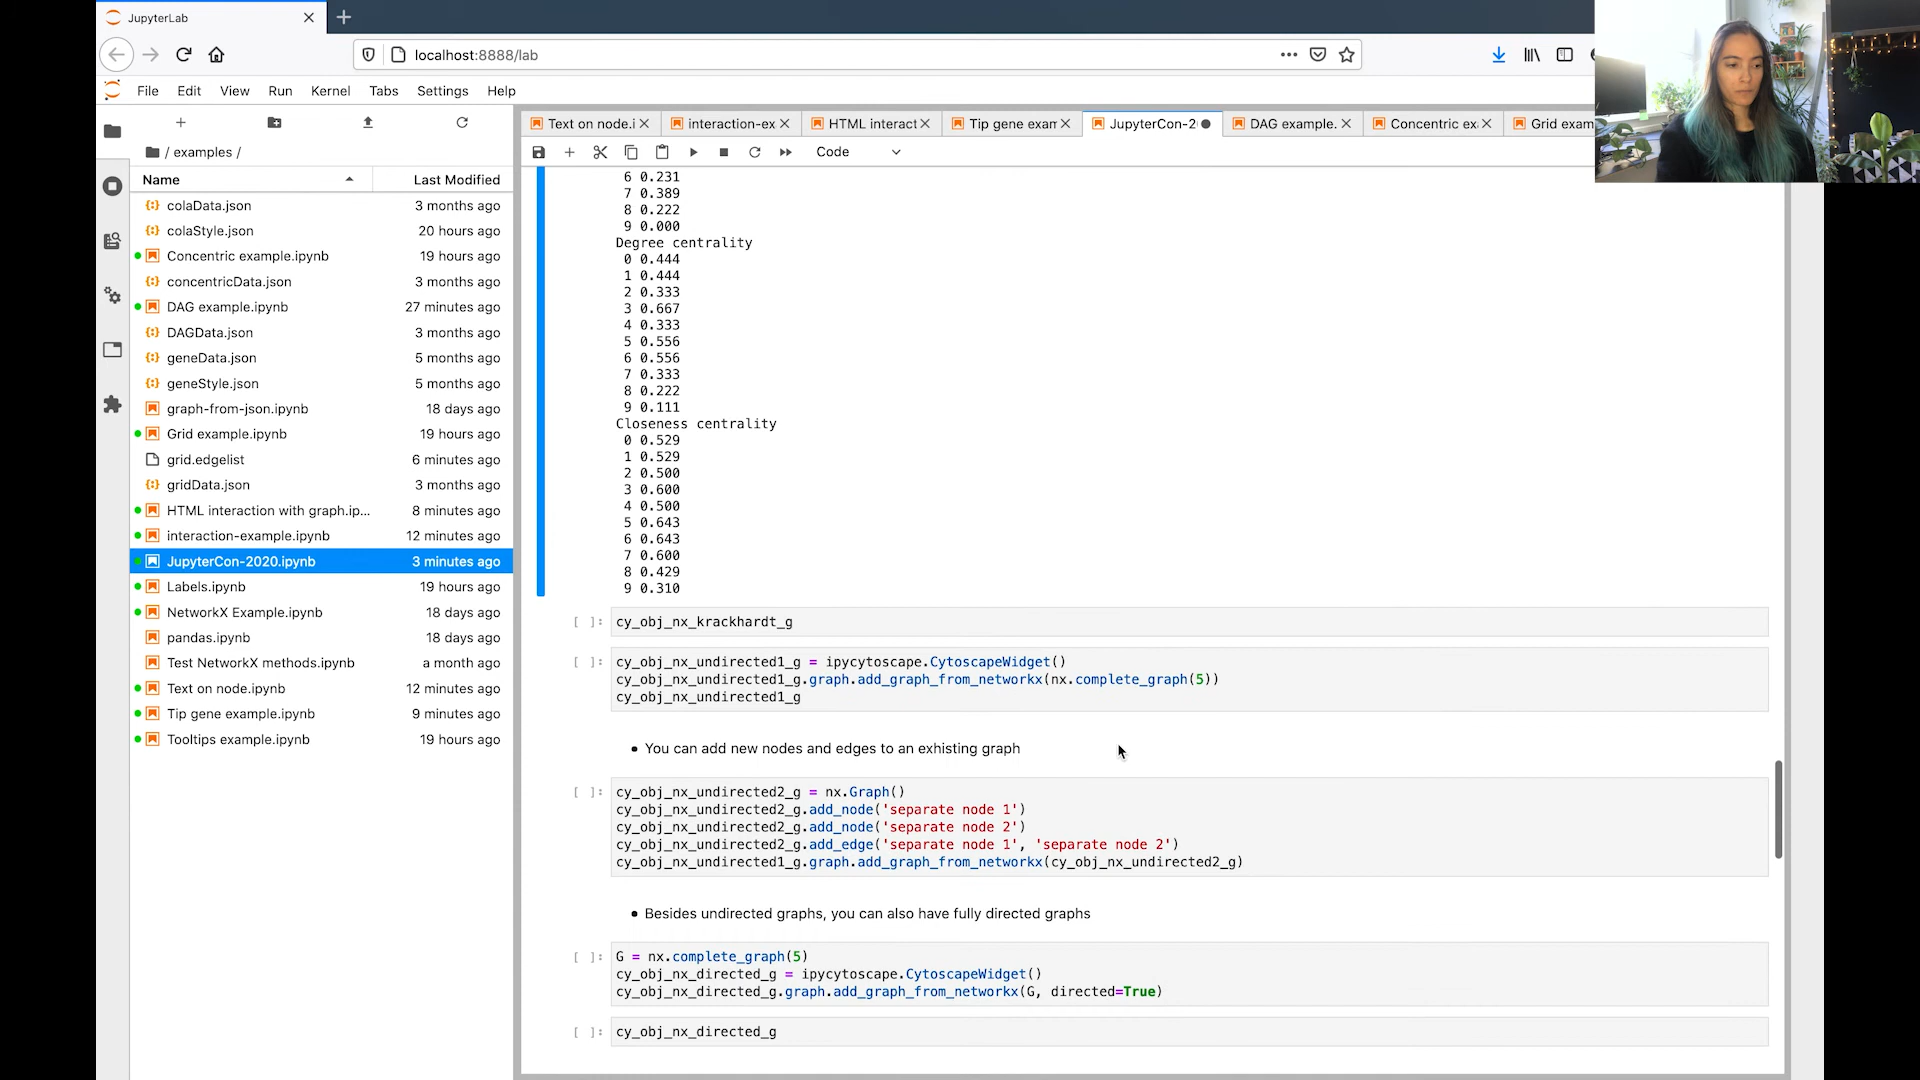 JupyterLab
localhost:8888/lab
File Edit View Run Kernel Tabs Settings Help
/ examples /
Name Last Modified
colaData.json 3 months ago
colaStyle.json 20 hours ago
Concentric example.ipynb 19 hours ago
concentricData.json 3 months ago
DAG example.ipynb 27 minutes ago
DAGData.json 3 months ago
geneData.json 5 months ago
geneStyle.json 5 months ago
graph-from-json.ipynb 18 days ago
Grid example.ipynb 19 hours ago
grid.edgelist 6 minutes ago
gridData.json 3 months ago
HTML interaction with graph.ip... 8 minutes ago
interaction-example.ipynb 12 minutes ago
JupyterCon-2020.ipynb 3 minutes ago
Labels.ipynb 19 hours ago
NetworkX Example.ipynb 18 days ago
pandas.ipynb 18 days ago
Test NetworkX methods.ipynb a month ago
Text on node.ipynb 12 minutes ago
Tip gene example.ipynb 9 minutes ago
Tooltips example.ipynb 19 hours ago
Text on node.i interaction-ex HTML interact Tip gene exam JupyterCon-2 DAG example. Concentric ex Grid exam
Code
6 0.231
7 0.389
8 0.222
9 0.000
Degree centrality
0 0.444
1 0.444
2 0.333
3 0.667
4 0.333
5 0.556
6 0.556
7 0.333
8 0.222
9 0.111
Closeness centrality
0 0.529
1 0.529
2 0.500
3 0.600
4 0.500
5 0.643
6 0.643
7 0.600
8 0.429
9 0.310
[ ]: cy_obj_nx_krackhardt_g
[ ]: cy_obj_nx_undirected1_g = ipycytoscape.CytoscapeWidget()
cy_obj_nx_undirected1_g.graph.add_graph_from_networkx(nx.complete_graph(5))
cy_obj_nx_undirected1_g
• You can add new nodes and edges to an exhisting graph
[ ]: cy_obj_nx_undirected2_g = nx.Graph()
cy_obj_nx_undirected2_g.add_node('separate node 1')
cy_obj_nx_undirected2_g.add_node('separate node 2')
cy_obj_nx_undirected2_g.add_edge('separate node 1', 'separate node 2')
cy_obj_nx_undirected1_g.graph.add_graph_from_networkx(cy_obj_nx_undirected2_g)
• Besides undirected graphs, you can also have fully directed graphs
[ ]: G = nx.complete_graph(5)
cy_obj_nx_directed_g = ipycytoscape.CytoscapeWidget()
cy_obj_nx_directed_g.graph.add_graph_from_networkx(G, directed=True)
[ ]: cy_obj_nx_directed_g